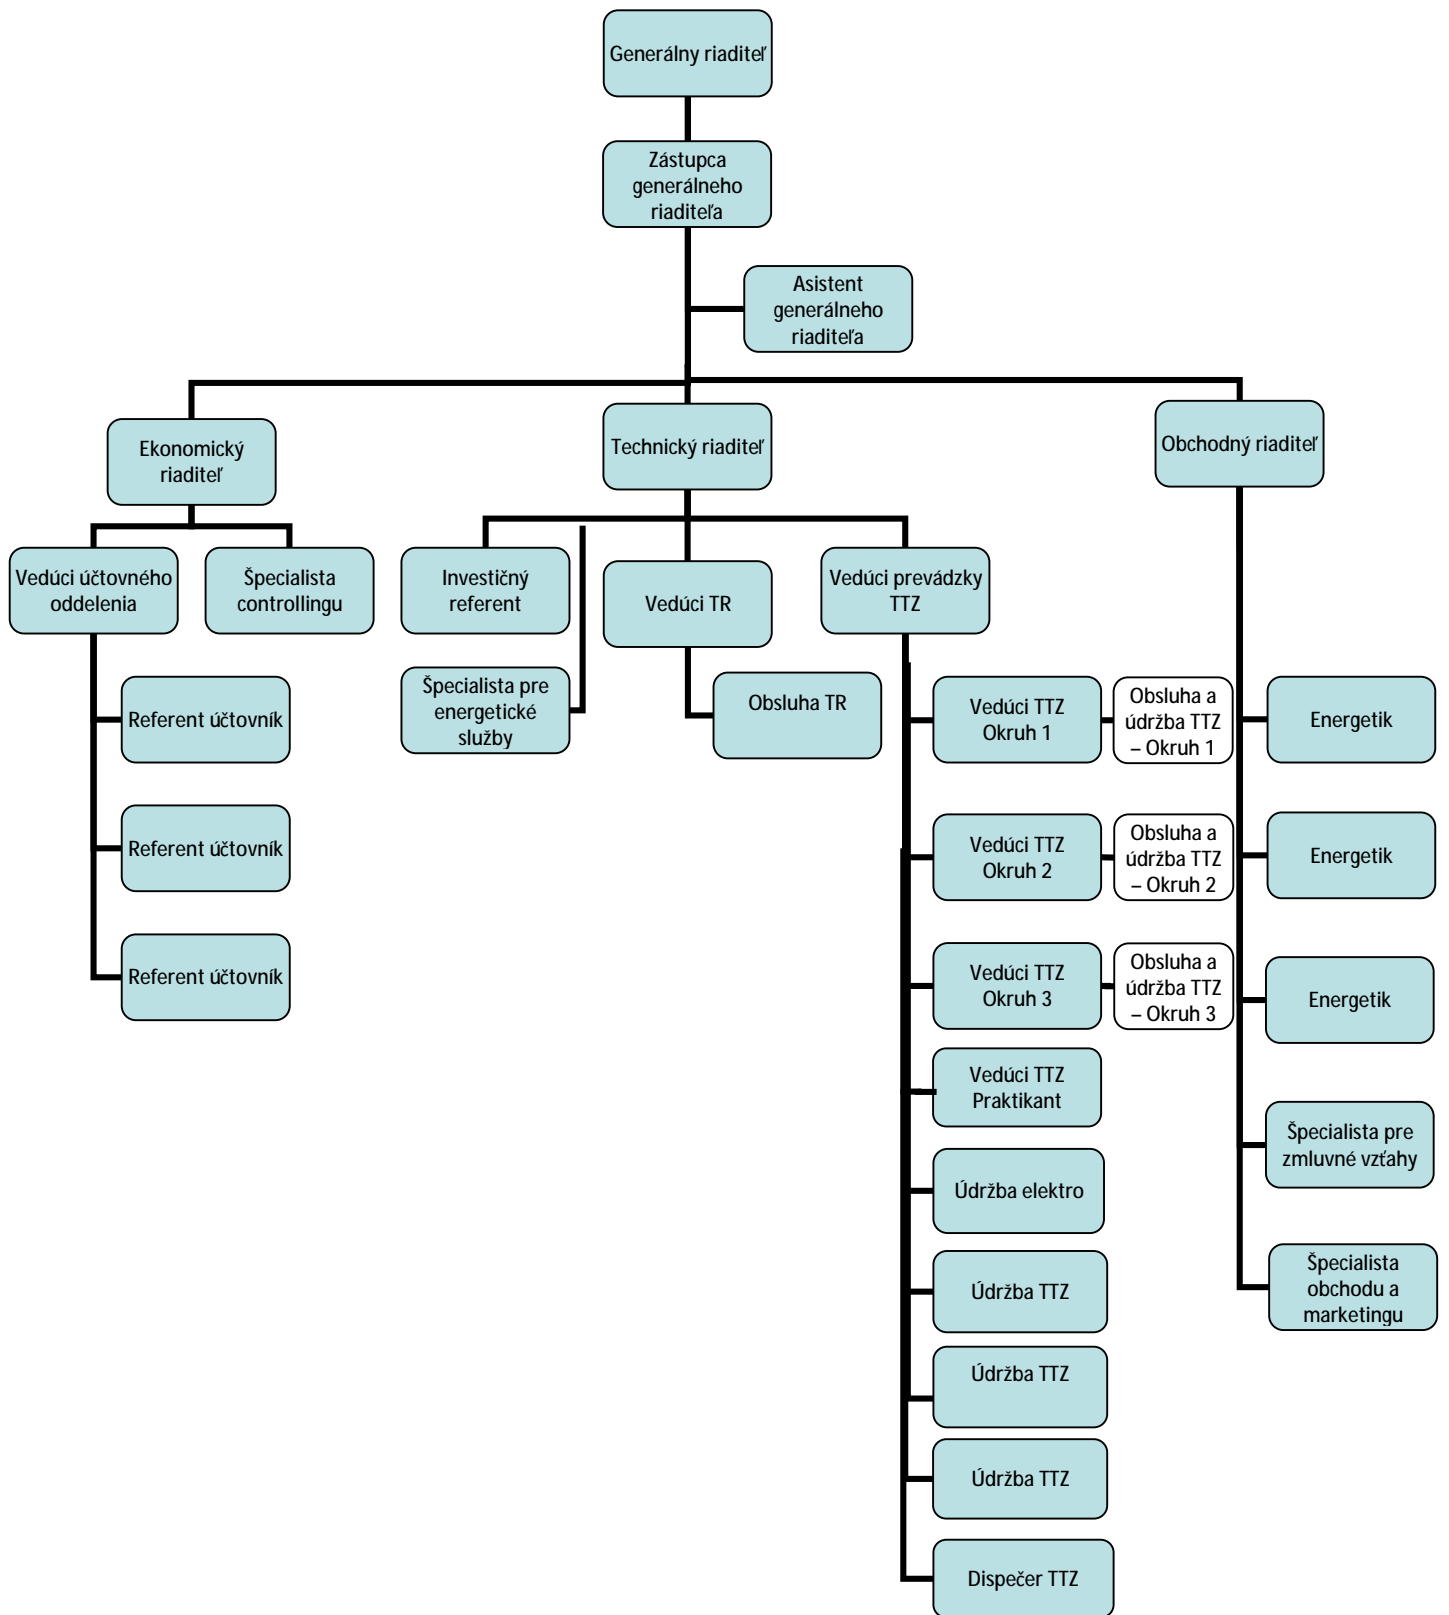 Generálny riaditeľ
Zástupca
generálneho
riaditeľa
Asistent
generálneho
riaditeľa
Ekonomický
riaditeľ
Technický riaditeľ
Obchodný riaditeľ
Vedúci účtovného
oddelenia
Špecialista
controllingu
Investičný
referent
Vedúci TR
Vedúci prevádzky
TTZ
Referent účtovník
Referent účtovník
Referent účtovník
Špecialista pre
energetické
služby
Obsluha TR
Vedúci TTZ
Okruh 1
Obsluha a
údržba TTZ
– Okruh 1
Vedúci TTZ
Okruh 2
Obsluha a
údržba TTZ
– Okruh 2
Vedúci TTZ
Okruh 3
Obsluha a
údržba TTZ
– Okruh 3
Vedúci TTZ
Praktikant
Údržba elektro
Údržba TTZ
Údržba TTZ
Údržba TTZ
Dispečer TTZ
Energetik
Energetik
Energetik
Špecialista pre
zmluvné vzťahy
Špecialista
obchodu a
marketingu